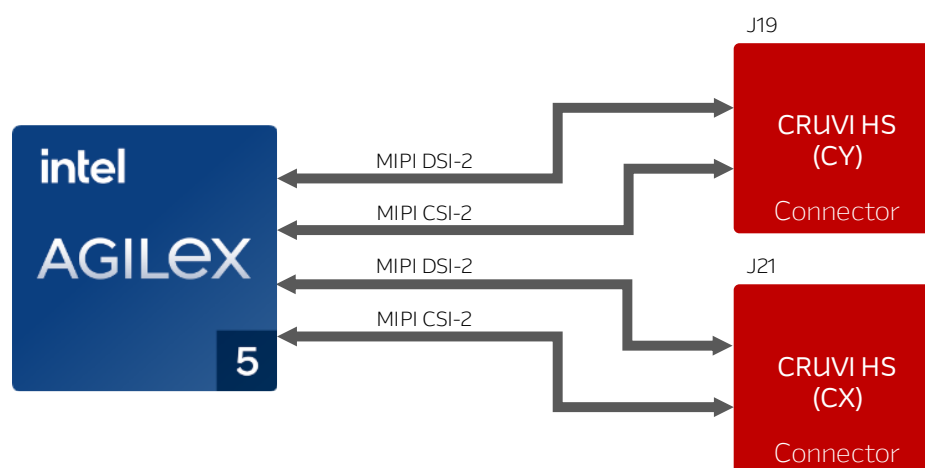 J19
CRUVI HS
(CY)
Connector
intel
AGILEX
5
MIPI DSI-2
MIPI CSI-2
MIPI DSI-2
MIPI CSI-2
J21
CRUVI HS
(CX)
Connector